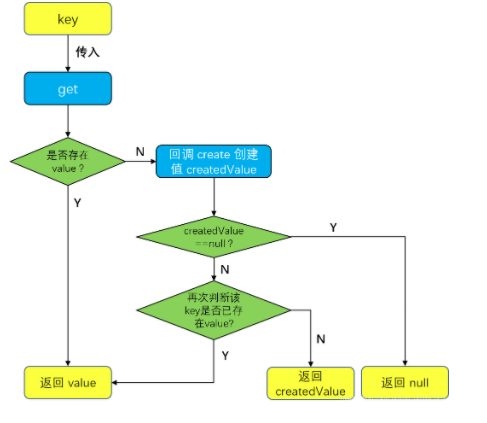 key
传入
get
是否存在
value？
N
回调 create 创建
值 createdValue
Y
createdValue
==null？
Y
N
再次判断该
key是否已存
在value?
N
Y
返回 value
返回
createdValue
返回 null